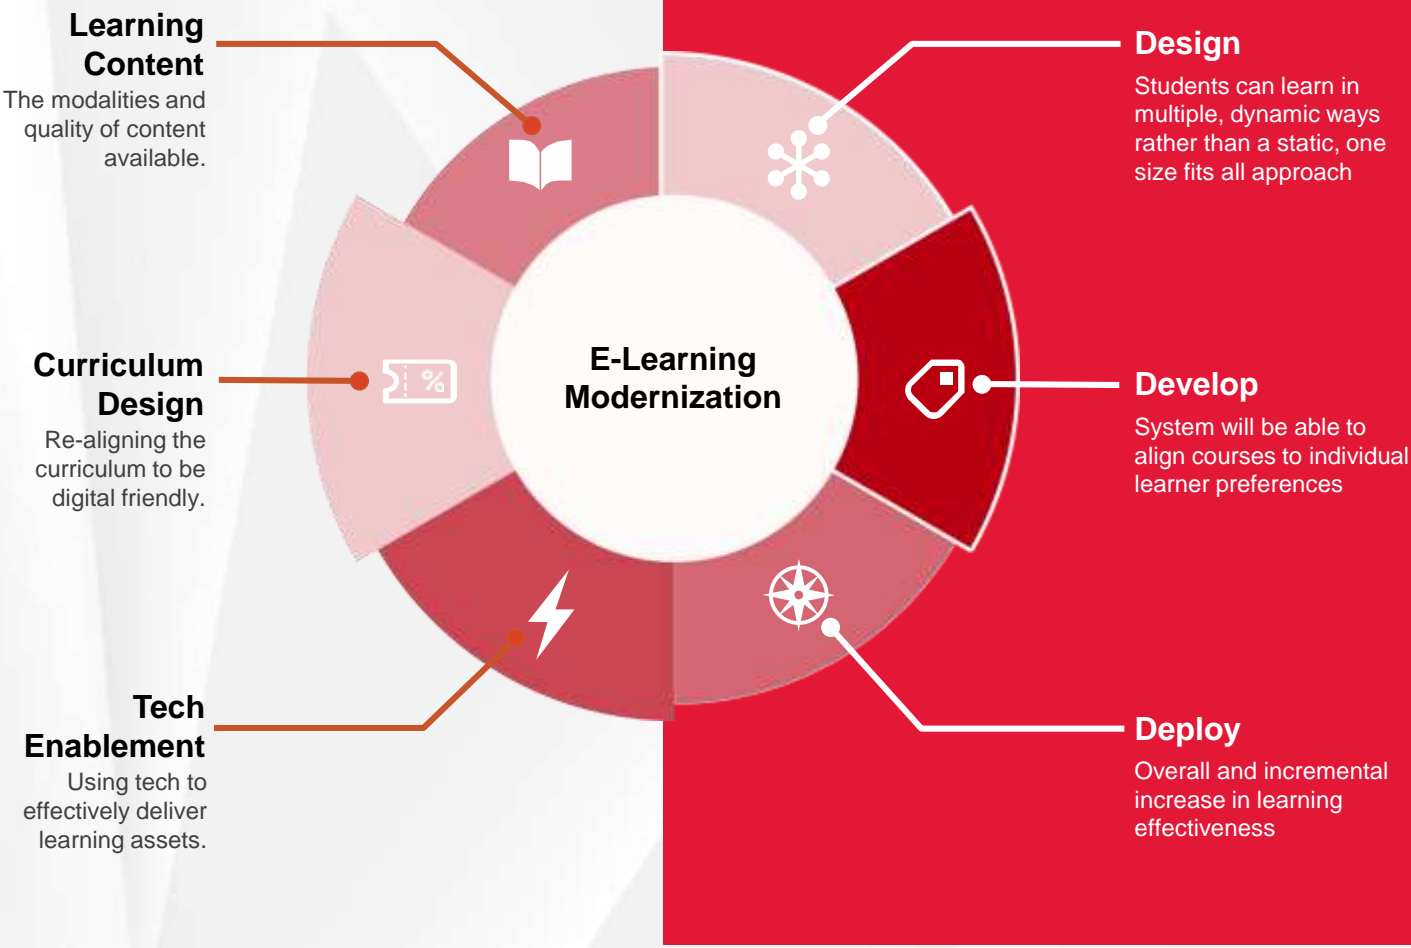 Learning
Content
The modalities and
quality of content
available.
Curriculum
Design
Re-aligning the
curriculum to be
digital friendly.
Tech
Enablement
Using tech to
effectively deliver
learning assets.
%
E-Learning
Modernization
Design
Students can learn in
multiple, dynamic ways
rather than a static, one
size fits all approach
Develop
System will be able to
align courses to individual
learner preferences
Deploy
Overall and incremental
increase in learning
effectiveness